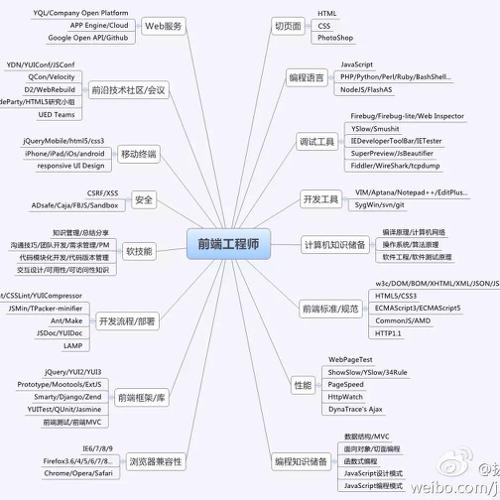 前端工程师
Web服务
YQL/Company Open Platform
APP Engine/Cloud
Google Open API/Github
前沿技术社区/会议
YDN/YUIConf/JSConf
QCon/Velocity
D2/WebRebuild
deParty/HTML5研究小组
UED Teams
移动终端
jQueryMobile/html5/css3
iPhone/iPad/iOs/android
responsive UI Design
安全
CSRF/XSS
ADsafe/Caja/FBJS/Sandbox
软技能
知识管理/总结分享
沟通技巧/团队开发/需求管理/PM
代码模块化开发/代码版本管理
交互设计/可用性/可访问性知识
开发流程/部署
t/CSSLint/YUICompressor
JSMin/TPacker-minifier
Ant/Make
JSDoc/YUIDoc
LAMP
前端框架/库
jQuery/YUI2/YUI3
Prototype/Mootools/ExtJS
Smarty/Django/Zend
YUITest/QUnit/Jasmine
前端测试/前端MVC
浏览器兼容性
IE6/7/8/9
Firefox3.6/4/5/6/7/8...
Chrome/Opera/Safari
切页面
HTML
CSS
PhotoShop
编程语言
JavaScript
PHP/Python/Perl/Ruby/BashShell...
NodeJS/FlashAS
调试工具
Firebug/Firebug-lite/Web Inspector
YSlow/Smushit
IEDeveloperToolBar/IETester
SuperPreview/JsBeautifier
Fiddler/WireShark/tcpdump
开发工具
VIM/Aptana/Notepad++/EditPlus...
SygWin/svn/git
计算机知识储备
编译原理/计算机网络
操作系统/算法原理
软件工程/软件测试原理
前端标准/规范
w3c/DOM/BOM/XHTML/XML/JSON/JS
HTML5/CSS3
ECMAScript3/ECMAScript5
CommonJS/AMD
HTTP1.1
性能
WebPageTest
ShowSlow/YSlow/34Rule
PageSpeed
HttpWatch
DynaTrace's Ajax
编程知识储备
数据结构/MVC
面向对象/切面编程
函数式编程
JavaScript设计模式
JavaScript编程模式
weibo.com/j